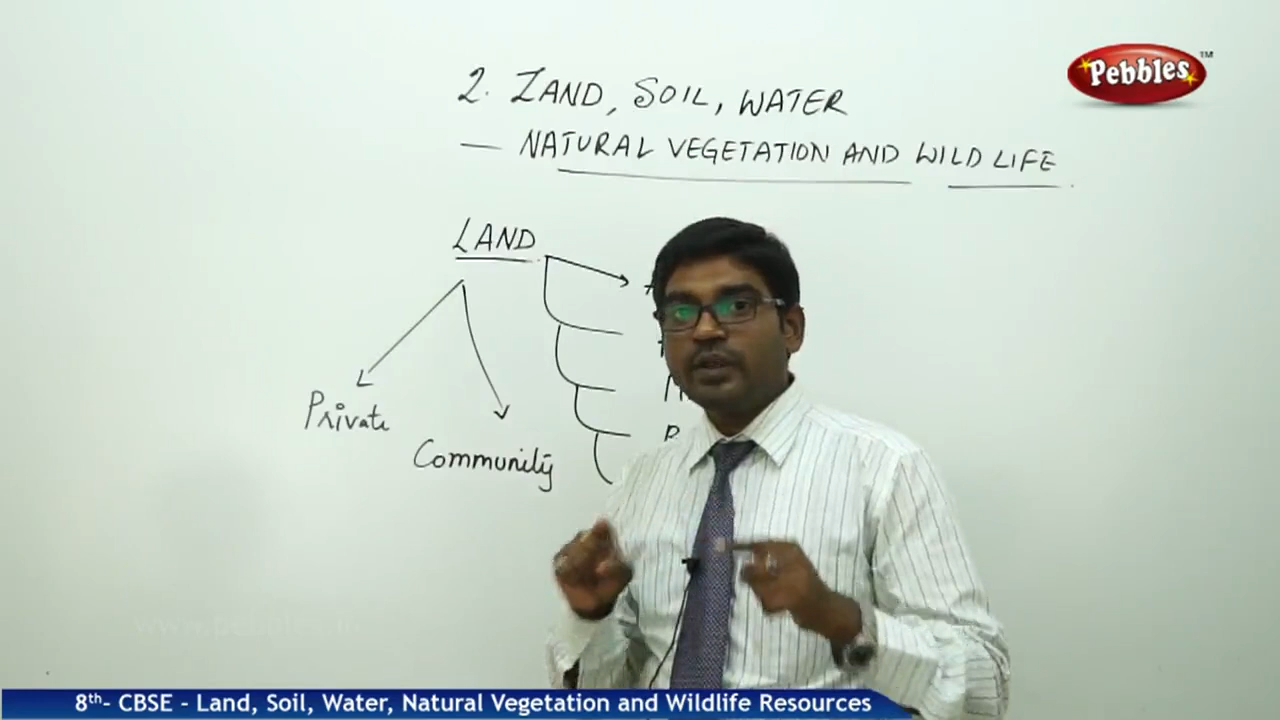 Pebbles™
2. LAND, SOIL, WATER
— NATURAL VEGETATION AND WILD LIFE
LAND
Private
Community
8th- CBSE - Land, Soil, Water, Natural Vegetation and Wildlife Resources